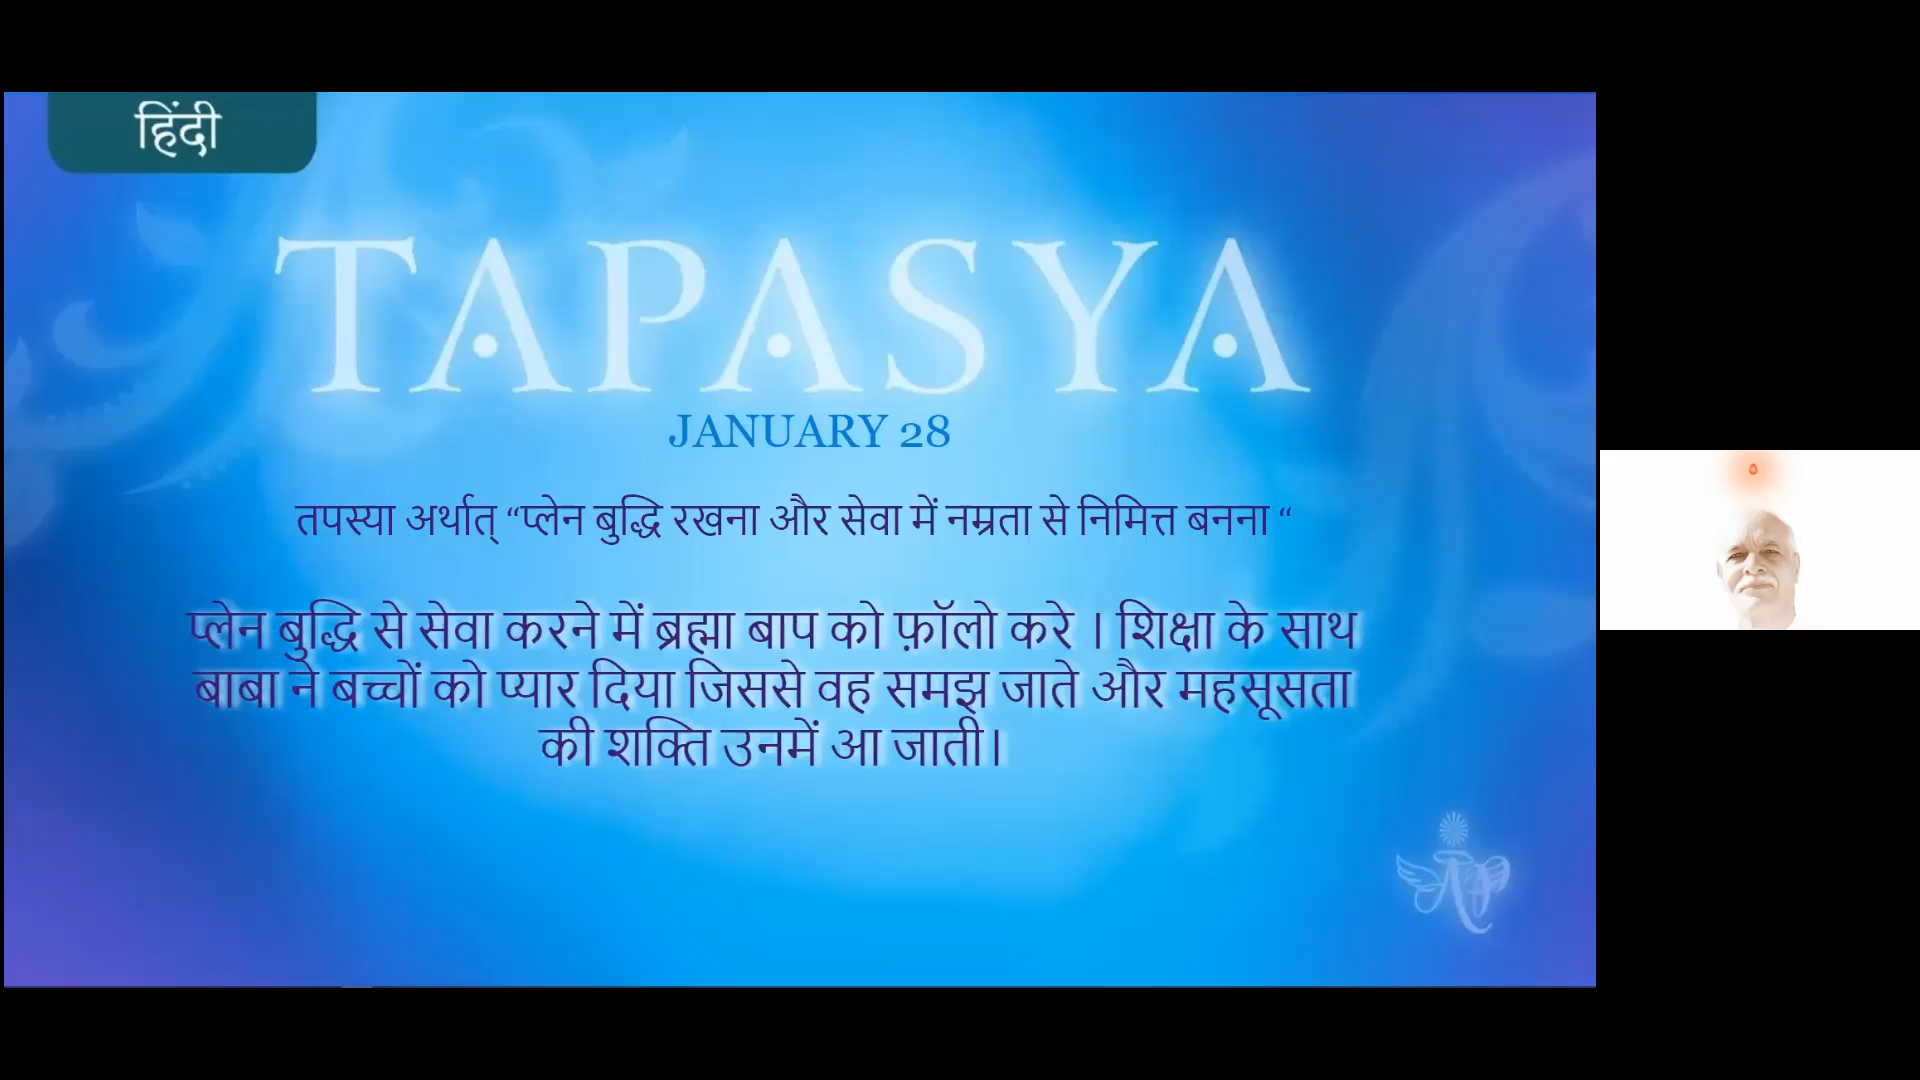 हिंदी
TAPASYA
JANUARY 28
तपस्या अर्थात् “प्लेन बुद्धि रखना और सेवा में नम्रता से निमित्त बनना “
प्लेन बुद्धि से सेवा करने में ब्रह्मा बाप को फ़ॉलो करे । शिक्षा के साथ
बाबा ने बच्चों को प्यार दिया जिससे वह समझ जाते और महसूसता
की शक्ति उनमें आ जाती।